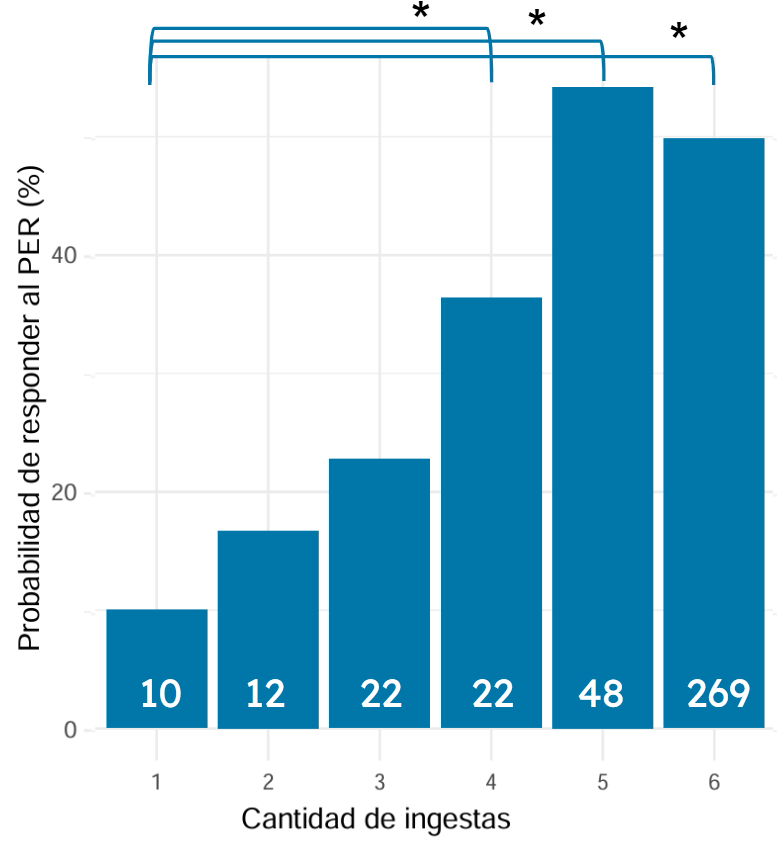 * * *
Probabilidad de responder al PER (%)
40
20
0
10 12 22 22 48 269
1 2 3 4 5 6
Cantidad de ingestas